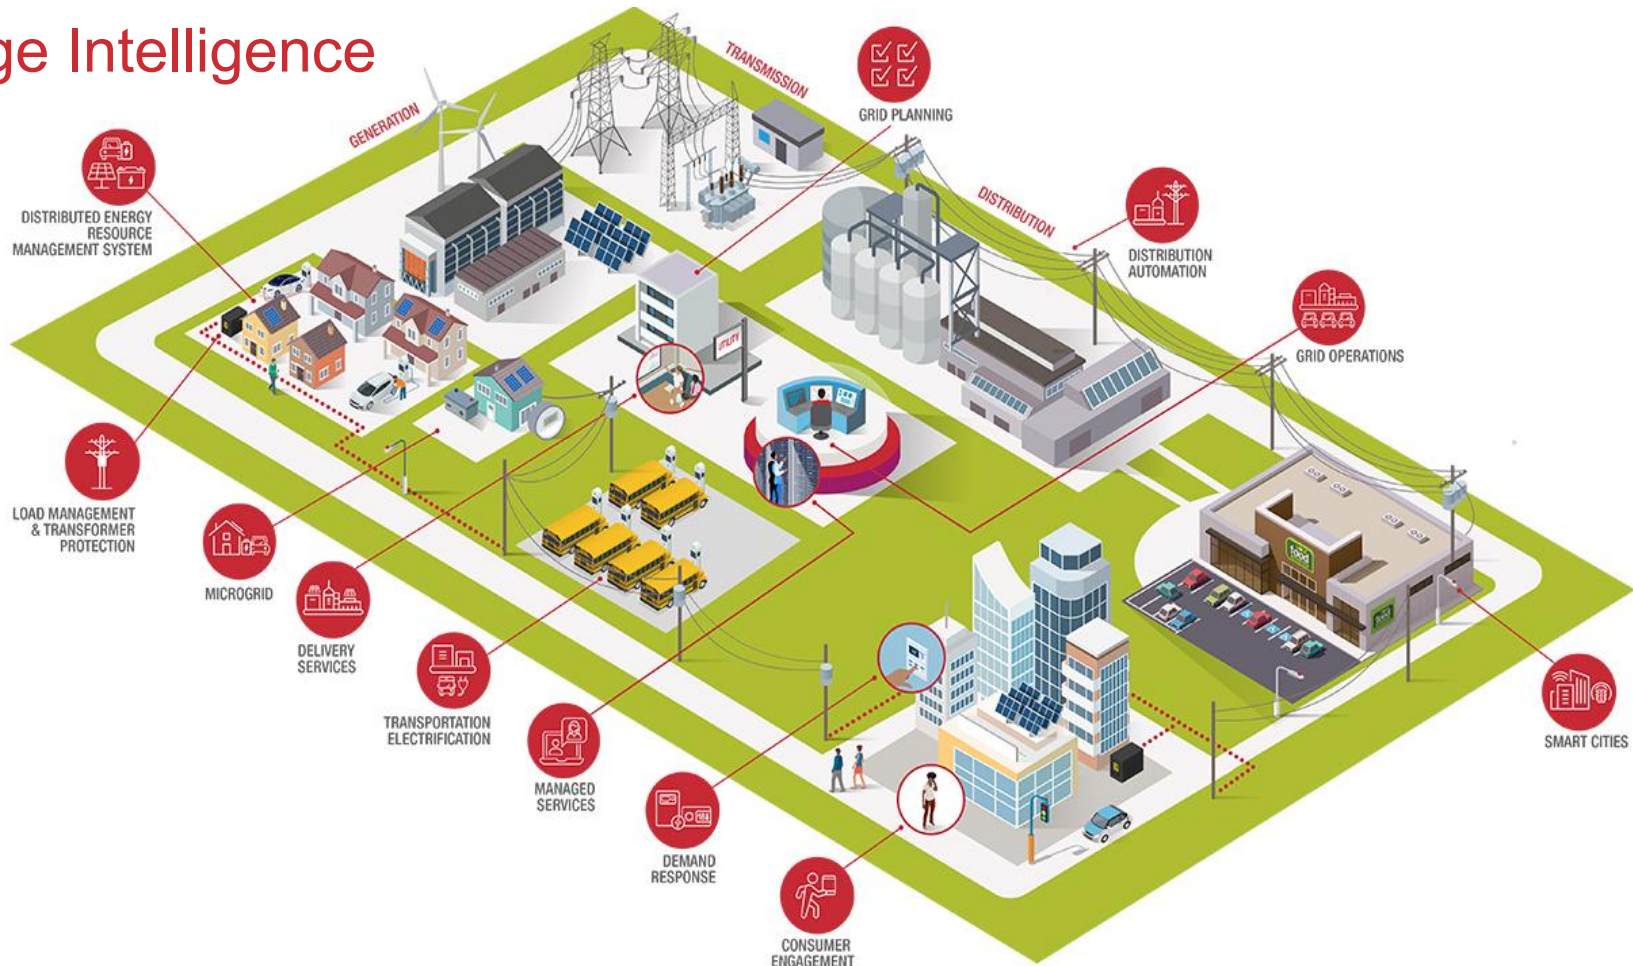 ge Intelligence
GENERATION
TRANSMISSION
GRID PLANNING
DISTRIBUTED ENERGY
RESOURCE
MANAGEMENT SYSTEM
DISTRIBUTION
DISTRIBUTION
AUTOMATION
GRID OPERATIONS
UTILITY
LOAD MANAGEMENT
& TRANSFORMER
PROTECTION
MICROGRID
DELIVERY
SERVICES
food
TRANSPORTATION
ELECTRIFICATION
MANAGED
SERVICES
SMART CITIES
DEMAND
RESPONSE
CONSUMER
ENGAGEMENT